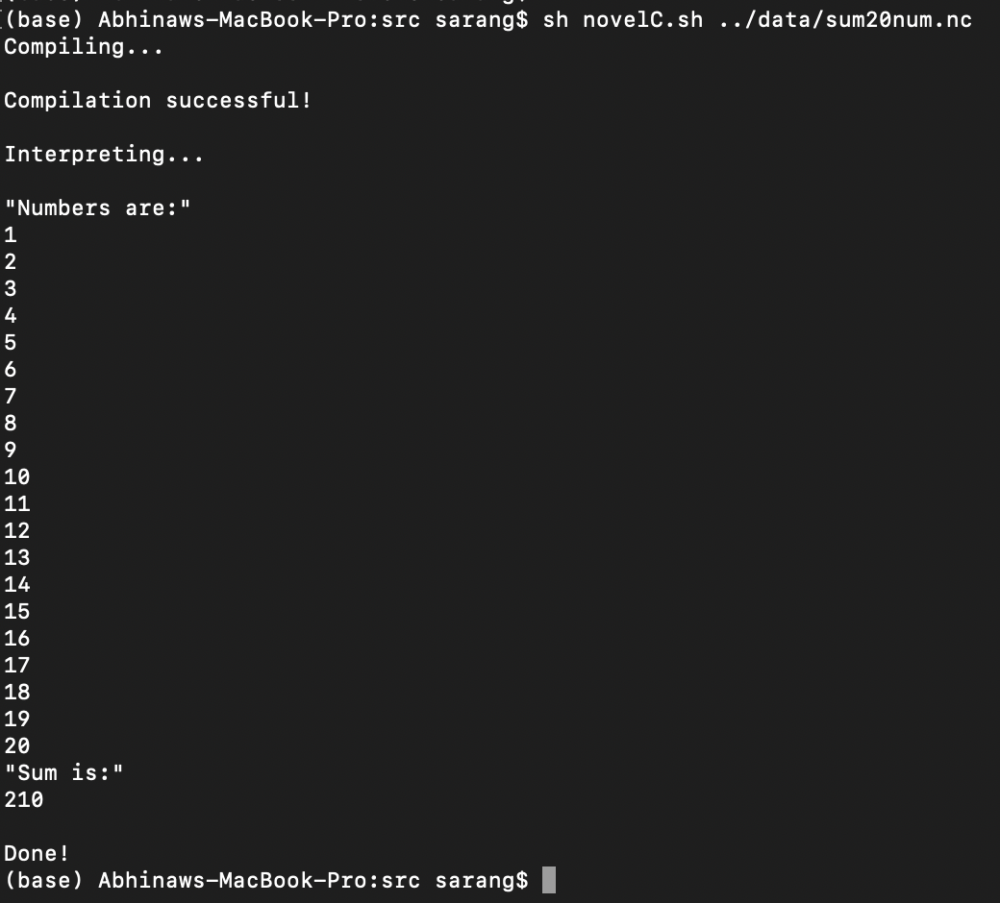 (base) Abhinaws-MacBook-Pro:src sarang$ sh novelC.sh ../data/sum20num.nc
Compiling...
Compilation successful!
Interpreting...
"Numbers are:"
1
2
3
4
5
6
7
8
9
10
11
12
13
14
15
16
17
18
19
20
"Sum is:"
210
Done!
(base) Abhinaws-MacBook-Pro:src sarang$